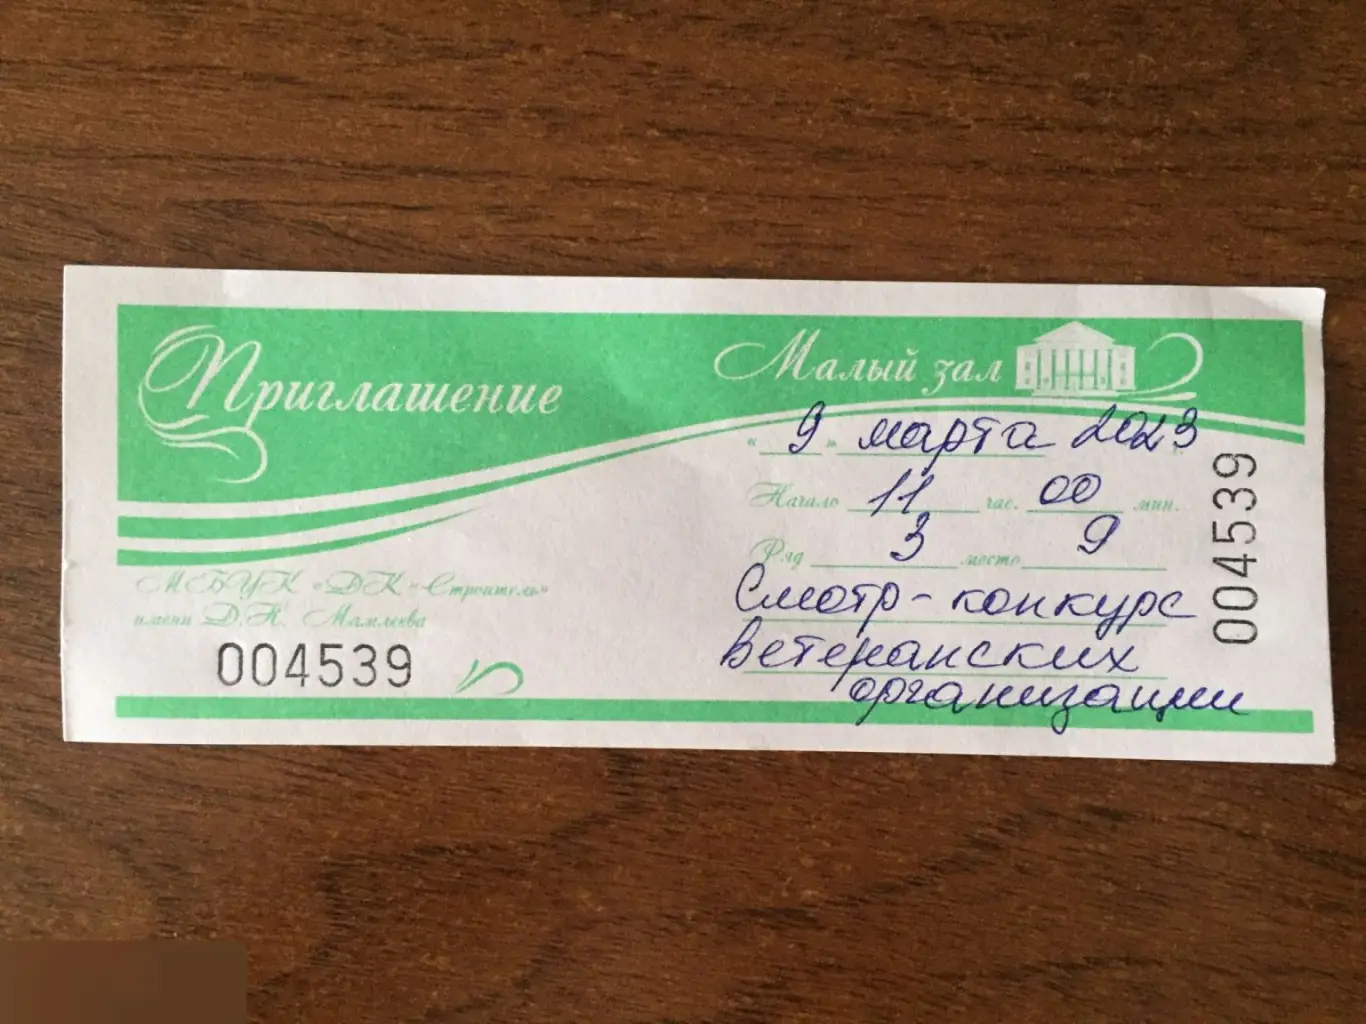 Приглашение
Малый зал
« 9 » марта 2023
Начало 11 час. 00 мин.
Ряд 3 место 9
Смотр-конкурс
ветеранских
организации
МБУК «ДК «Строитель»
имени Д.Н. Мамлеева
004539
004539